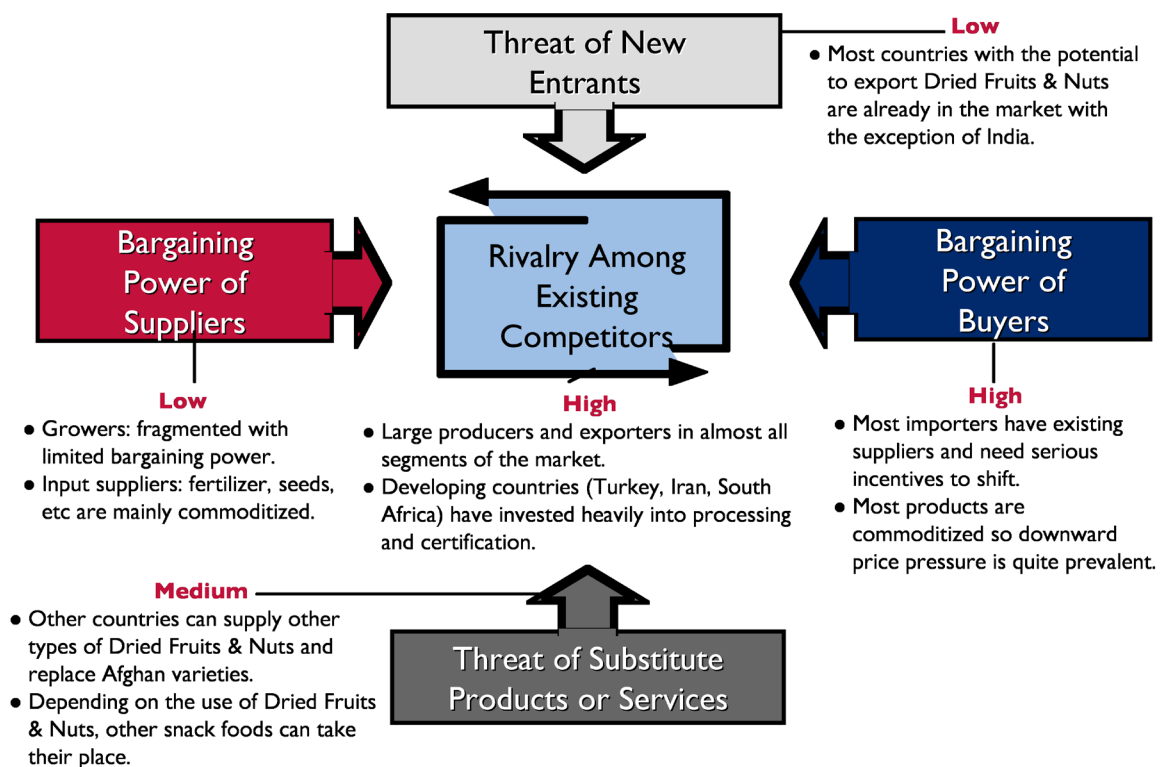 Threat of New
Entrants
Low
● Most countries with the potential
to export Dried Fruits & Nuts
are already in the market with
the exception of India.
Bargaining
Power of
Suppliers
Rivalry Among
Existing
Competitors
Bargaining
Power of
Buyers
Low
● Growers: fragmented with
limited bargaining power.
● Input suppliers: fertilizer, seeds,
etc are mainly commoditized.
High
● Large producers and exporters in almost all
segments of the market.
● Developing countries (Turkey, Iran, South
Africa) have invested heavily into processing
and certification.
High
● Most importers have existing
suppliers and need serious
incentives to shift.
● Most products are
commoditized so downward
price pressure is quite prevalent.
Medium
● Other countries can supply other
types of Dried Fruits & Nuts and
replace Afghan varieties.
● Depending on the use of Dried Fruits
& Nuts, other snack foods can take
their place.
Threat of Substitute
Products or Services